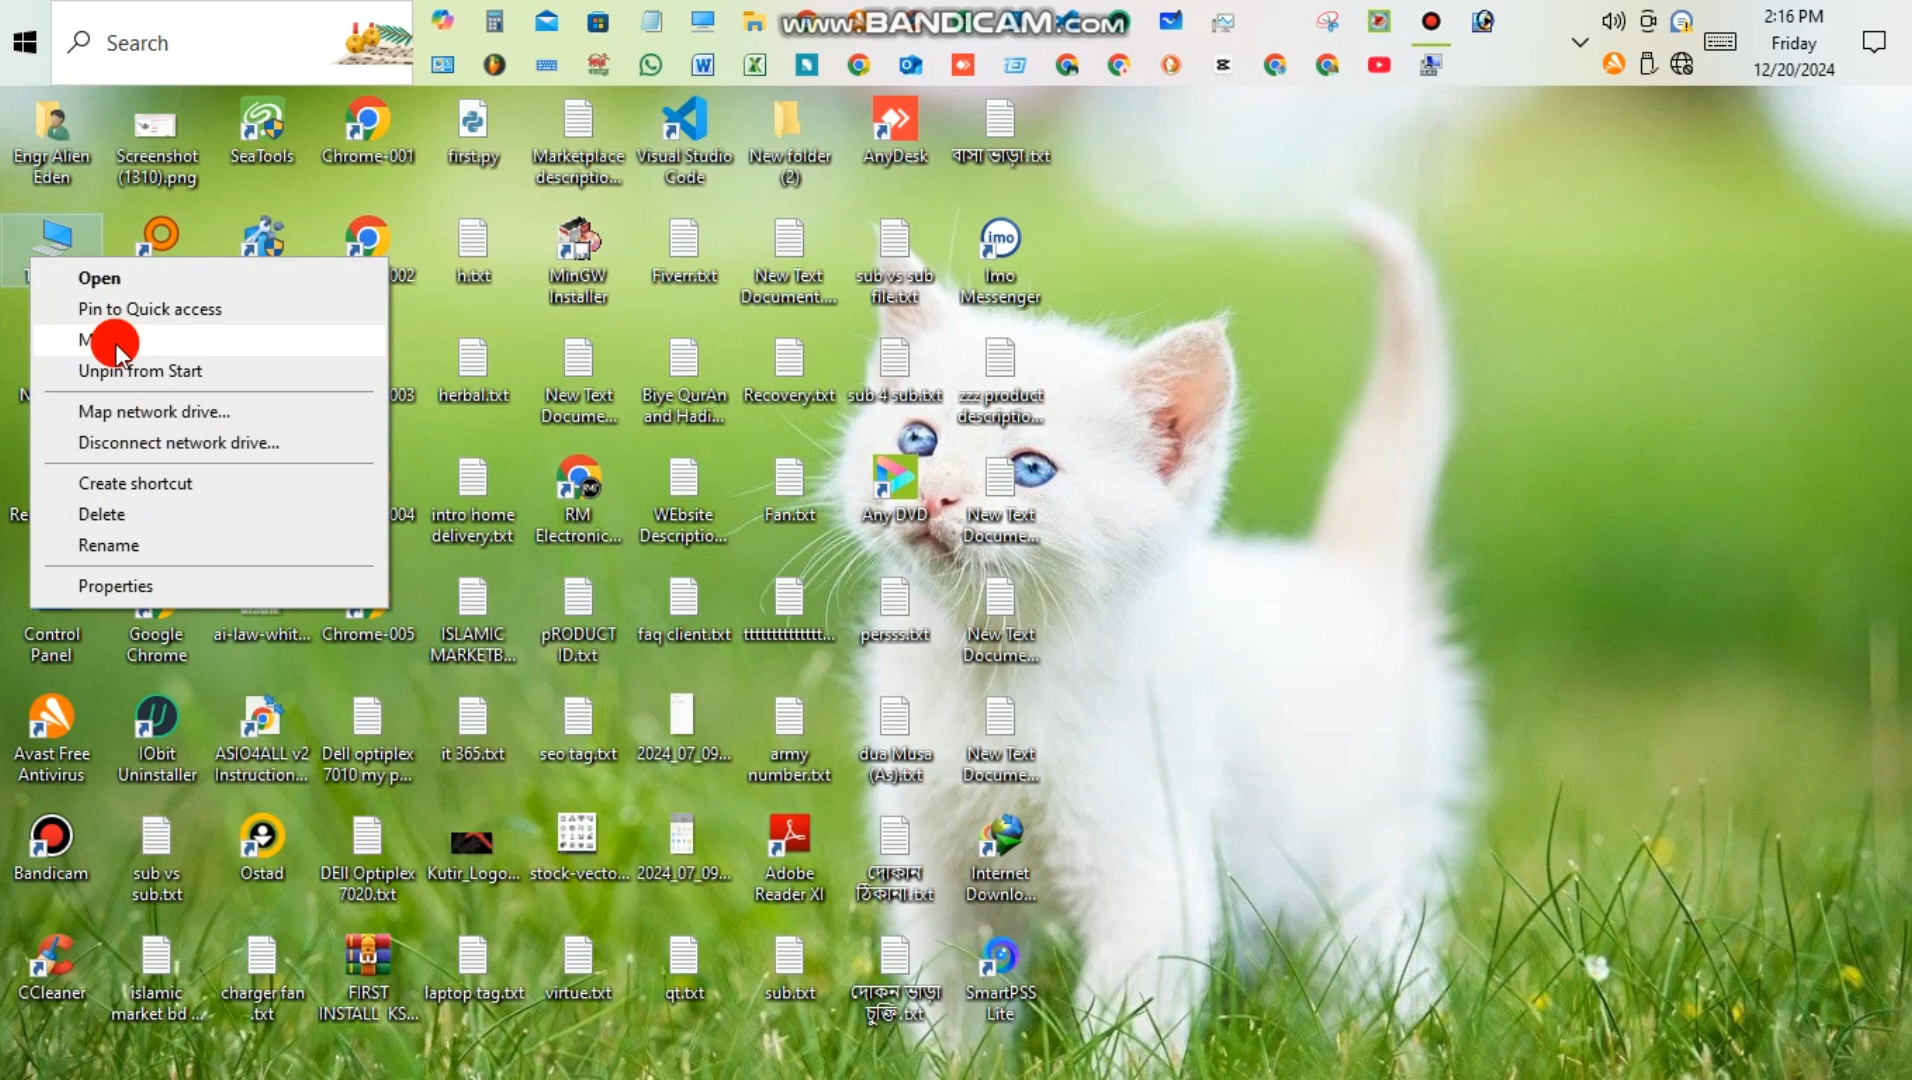 Search
www.BANDICAM.com
2:16 PM
Friday
12/20/2024
Engr Alien
Eden
Screenshot
(1310).png
SeaTools
Chrome-001
first.py
Marketplace
descriptio...
Visual Studio
Code
New folder
(2)
AnyDesk
বাসা ভাড়া.txt
002
h.txt
MinGW
Installer
Fiverr.txt
New Text
Document....
sub vs sub
file.txt
imo
Imo
Messenger
Open
Pin to Quick access
Unpin from Start
Map network drive...
Disconnect network drive...
Create shortcut
Delete
Rename
Properties
003
herbal.txt
New Text
Docume...
Biye QurAn
and Hadi...
Recovery.txt
sub 4 sub.txt
zzz product
descriptio...
Re
004
intro home
delivery.txt
RM
Electronic...
WEbsite
Descriptio...
Fan.txt
Any DVD
New Text
Docume...
Control
Panel
Google
Chrome
ai-law-whit...
Chrome-005
ISLAMIC
MARKETB...
pRODUCT
ID.txt
faq client.txt
tttttttttttttt...
persss.txt
New Text
Docume...
Avast Free
Antivirus
IObit
Uninstaller
ASIO4ALL v2
Instruction...
Dell optiplex
7010 my p...
it 365.txt
seo tag.txt
2024_07_09...
army
number.txt
dua Musa
(As).txt
New Text
Docume...
Bandicam
sub vs
sub.txt
Ostad
DEll Optiplex
7020.txt
Kutir_Logo...
stock-vecto...
2024_07_09...
Adobe
Reader XI
দোকান
ঠিকানা.txt
Internet
Downlo...
CCleaner
islamic
market bd ...
charger fan
.txt
FIRST
INSTALL KS...
laptop tag.txt
virtue.txt
qt.txt
sub.txt
দোকন ভাড়া
চুক্তি.txt
SmartPSS
Lite